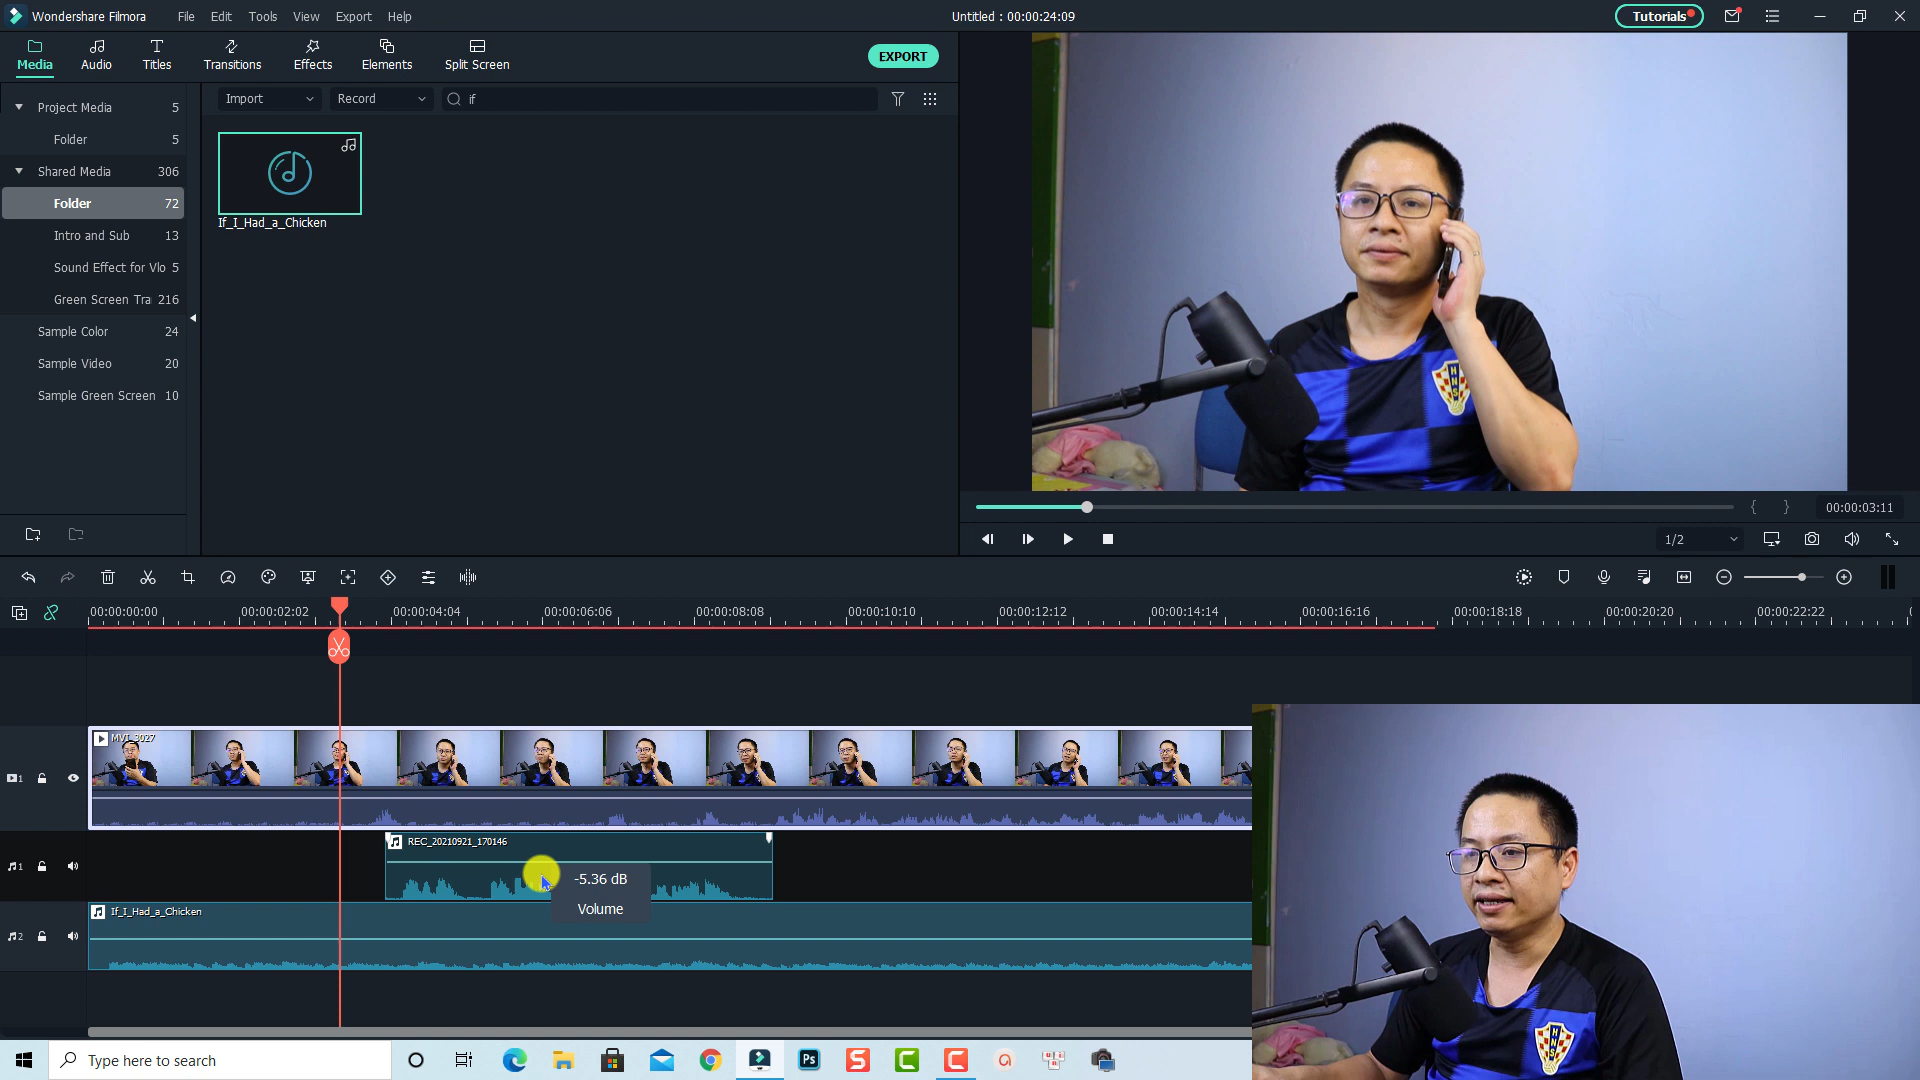 Wondershare Filmora File Edit Tools View Export Help Untitled : 00:00:24:09 Tutorials
Media Audio Titles Transitions Effects Elements Split Screen EXPORT
Project Media 5
Folder 5
Shared Media 306
Folder 72
Intro and Sub 13
Sound Effect for Vlo 5
Green Screen Tra 216
Sample Color 24
Sample Video 20
Sample Green Screen 10
Import Record if
If_I_Had_a_Chicken
HNS
{ } 00:00:03:11
1/2
00:00:00:00 00:00:02:02 00:00:04:04 00:00:06:06 00:00:08:08 00:00:10:10 00:00:12:12 00:00:14:14 00:00:16:16 00:00:18:18 00:00:20:20 00:00:22:22
MVI_3027
1
REC_20210921_170146
1
-5.36 dB
Volume
If_I_Had_a_Chicken
2
HNS
Type here to search
Ps